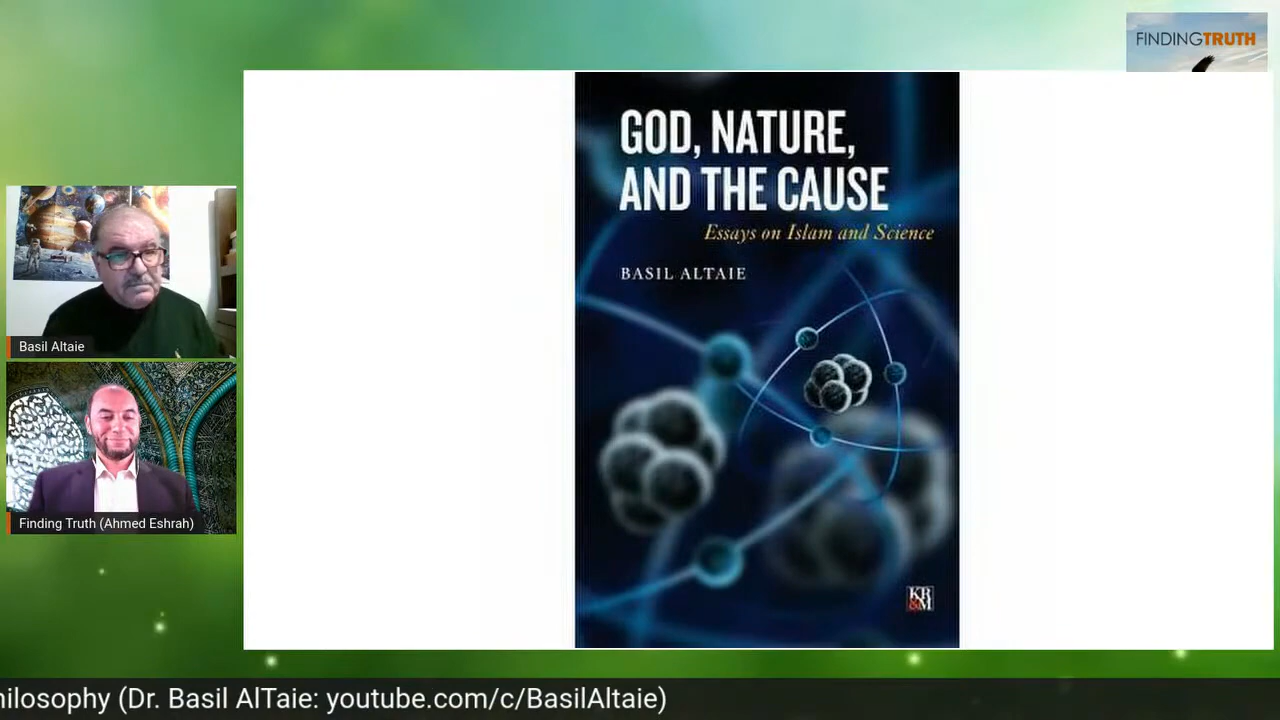 FINDINGTRUTH
GOD, NATURE,
AND THE CAUSE
Essays on Islam and Science
BASIL ALTAIE
KR
&M
Basil Altaie
Finding Truth (Ahmed Eshrah)
hilosophy (Dr. Basil AlTaie: youtube.com/c/BasilAltaie)